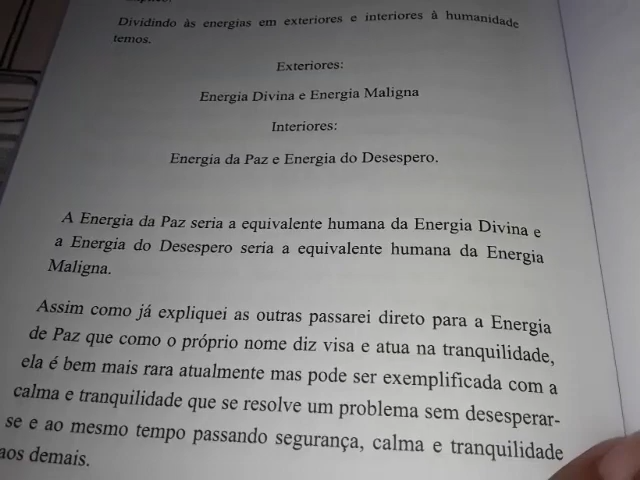 Dividindo às energias em exteriores e interiores à humanidade
temos.
Exteriores:
Energia Divina e Energia Maligna
Interiores:
Energia da Paz e Energia do Desespero.
A Energia da Paz seria a equivalente humana da Energia Divina e
a Energia do Desespero seria a equivalente humana da Energia
Maligna.
Assim como já expliquei as outras passarei direto para a Energia
de Paz que como o próprio nome diz visa e atua na tranquilidade,
ela é bem mais rara atualmente mas pode ser exemplificada com a
calma e tranquilidade que se resolve um problema sem desesperar-
se e ao mesmo tempo passando segurança, calma e tranquilidade
aos demais.